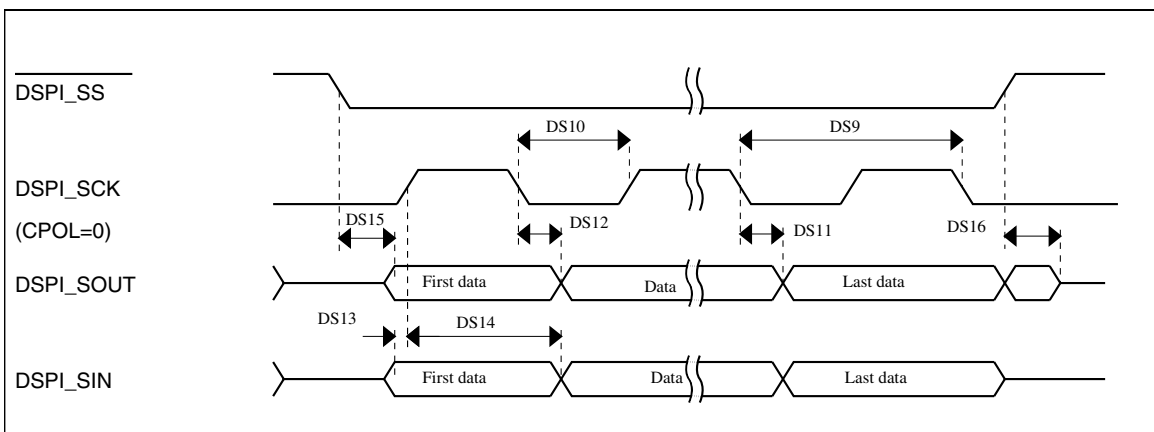 DSPI_SS
DS10
DS9
DSPI_SCK
(CPOL=0)
DS15
DS12
DS11
DS16
DSPI_SOUT
First data
Data
Last data
DS13
DS14
DSPI_SIN
First data
Data
Last data